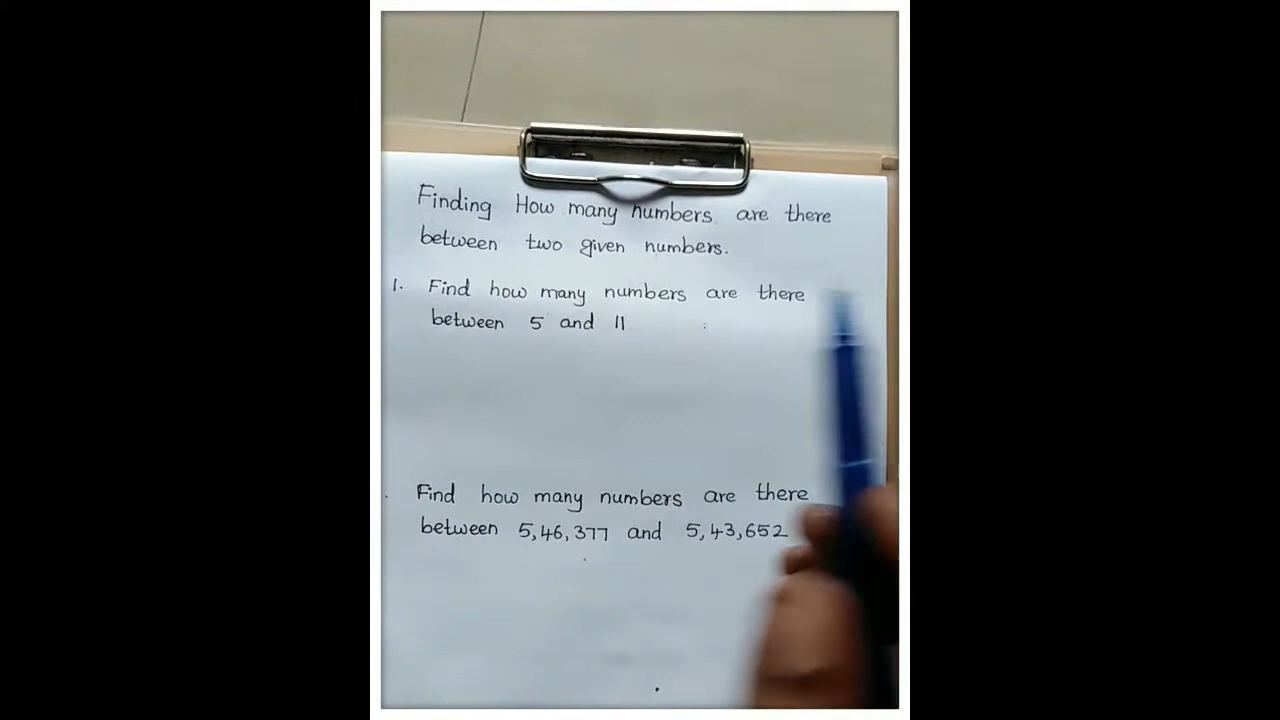 Finding How many numbers are there
between two given numbers.
1. Find how many numbers are there
between 5 and 11
. Find how many numbers are there
between 5,46,377 and 5,43,652